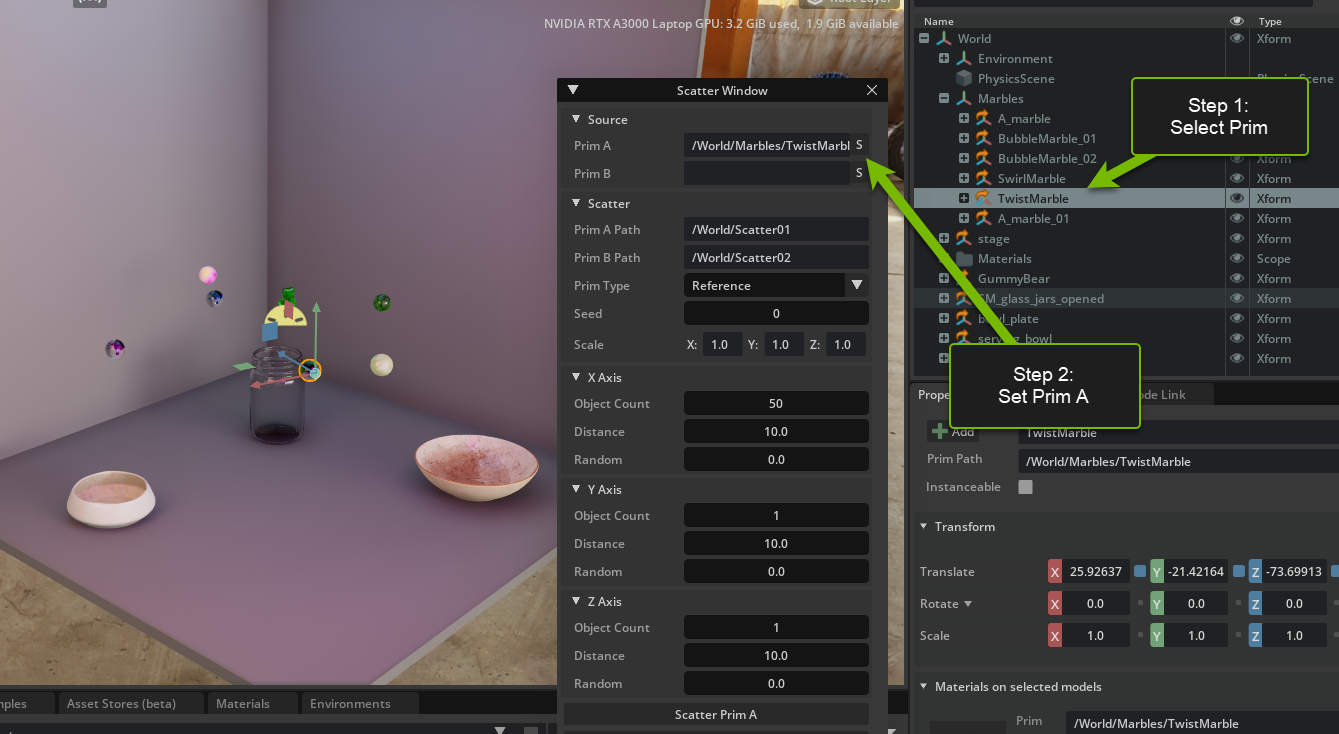 Root Layer
NVIDIA RTX A3000 Laptop GPU: 3.2 GiB used, 1.9 GiB available
Scatter Window
Source
Prim A /World/Marbles/TwistMarbl S
Prim B S
Scatter
Prim A Path /World/Scatter01
Prim B Path /World/Scatter02
Prim Type Reference
Seed 0
Scale X: 1.0 Y: 1.0 Z: 1.0
X Axis
Object Count 50
Distance 10.0
Random 0.0
Y Axis
Object Count 1
Distance 10.0
Random 0.0
Z Axis
Object Count 1
Distance 10.0
Random 0.0
Scatter Prim A
Name Type
World Xform
Environment Xform
PhysicsScene
Marbles
A_marble
BubbleMarble_01
BubbleMarble_02 Xform
SwirlMarble Xform
TwistMarble Xform
A_marble_01 Xform
stage Xform
Materials Scope
GummyBear Xform
SM_glass_jars_opened Xform
bowl_plate Xform
serving_bowl Xform
Xform
Step 1:
Select Prim
Step 2:
Set Prim A
Add TwistMarble
Prim Path /World/Marbles/TwistMarble
Instanceable
Transform
Translate X 25.92637 Y -21.42164 Z -73.69913
Rotate X 0.0 Y 0.0 Z 0.0
Scale X 1.0 Y 1.0 Z 1.0
Materials on selected models
Prim /World/Marbles/TwistMarble
Asset Stores (beta) Materials Environments